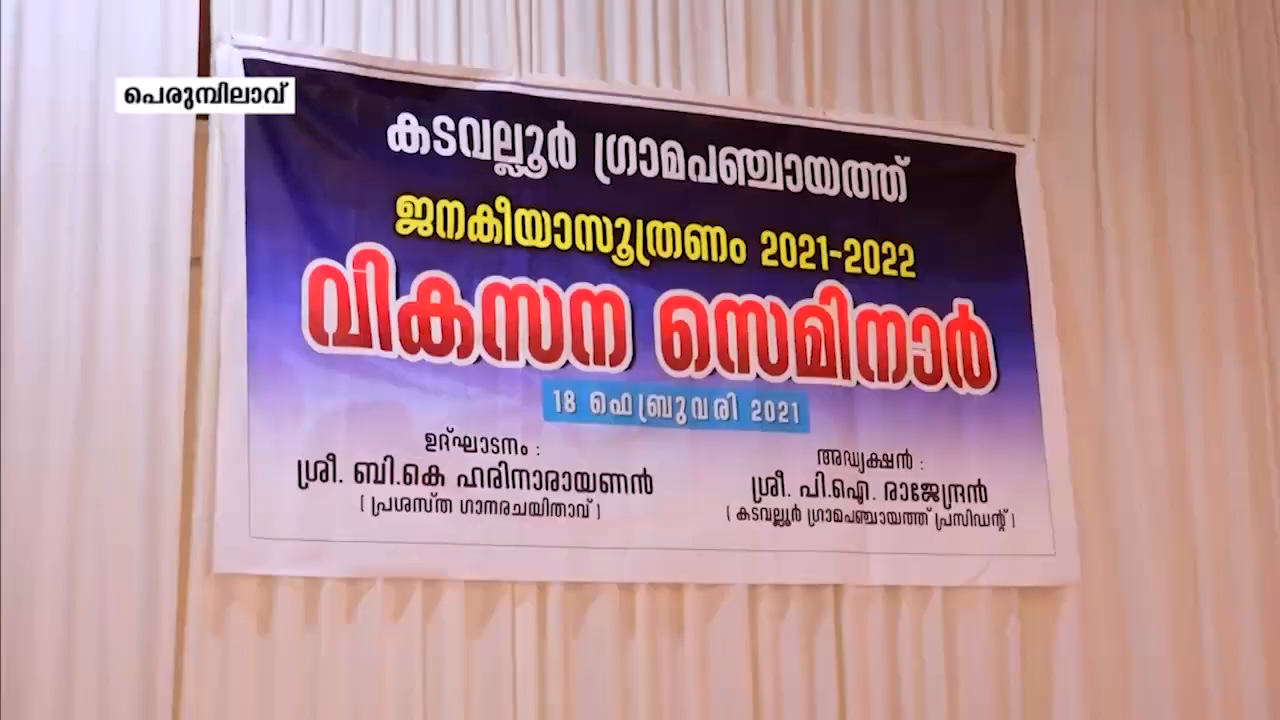 പെരുമ്പിലാവ്
കടവല്ലൂർ ഗ്രാമപഞ്ചായത്ത്
ജനകീയാസൂത്രണം 2021-2022
വികസന സെമിനാർ
18 ഫെബ്രുവരി 2021
ഉദ്ഘാടനം :
ശ്രീ. ബി.കെ ഹരിനാരായണൻ
( പ്രശസ്ത ഗാനരചയിതാവ് )
അദ്ധ്യക്ഷൻ :
ശ്രീ. പി.ഐ. രാജേന്ദ്രൻ
( കടവല്ലൂർ ഗ്രാമപഞ്ചായത്ത് പ്രസിഡന്റ് )